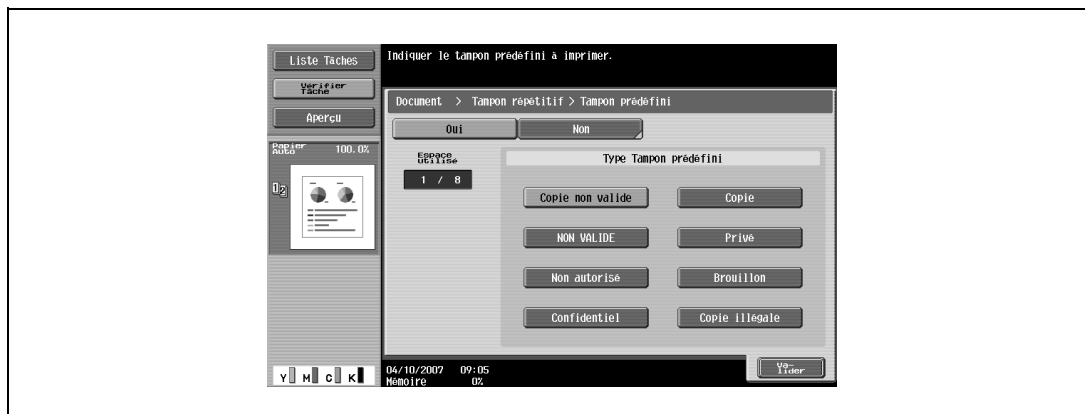 Liste Tâches
Vérifier
Tâche
Aperçu
Papier
Auto 100.0%
Indiquer le tampon prédéfini à imprimer.
Document > Tampon répétitif > Tampon prédéfini
Oui Non
Espace
utilisé
1 / 8
Type Tampon prédéfini
Copie non valide Copie
NON VALIDE Privé
Non autorisé Brouillon
Confidentiel Copie illégale
Va-
lider
04/10/2007 09:05
Mémoire 0%
Y M C K